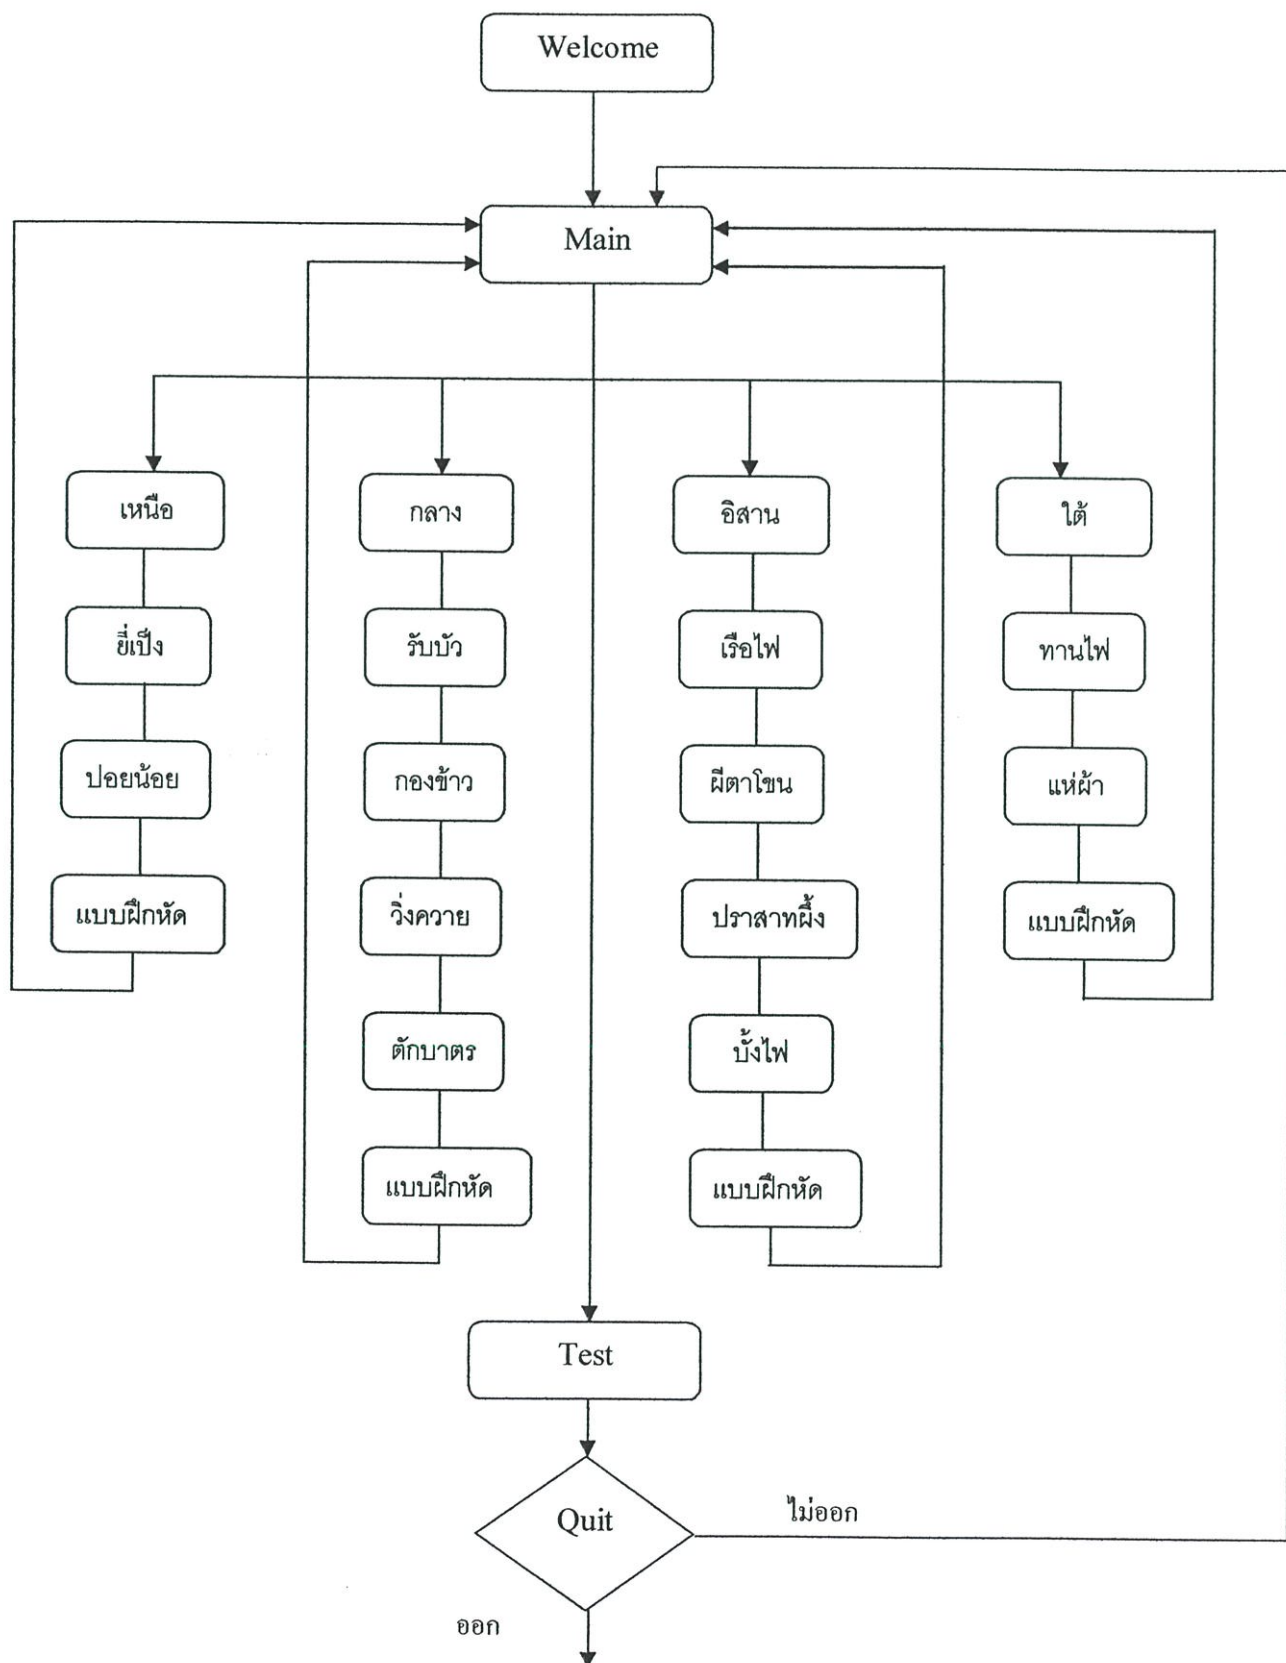 Welcome
Main
เหนือ
ยี่เป็ง
ปอยน้อย
แบบฝึกหัด
กลาง
รับบัว
กองข้าว
วิ่งควาย
ตักบาตร
แบบฝึกหัด
อิสาน
เรือไฟ
ผีตาโขน
ปราสาทผึ้ง
บั้งไฟ
แบบฝึกหัด
ใต้
ทานไฟ
แห่ผ้า
แบบฝึกหัด
Test
Quit
ไม่ออก
ออก